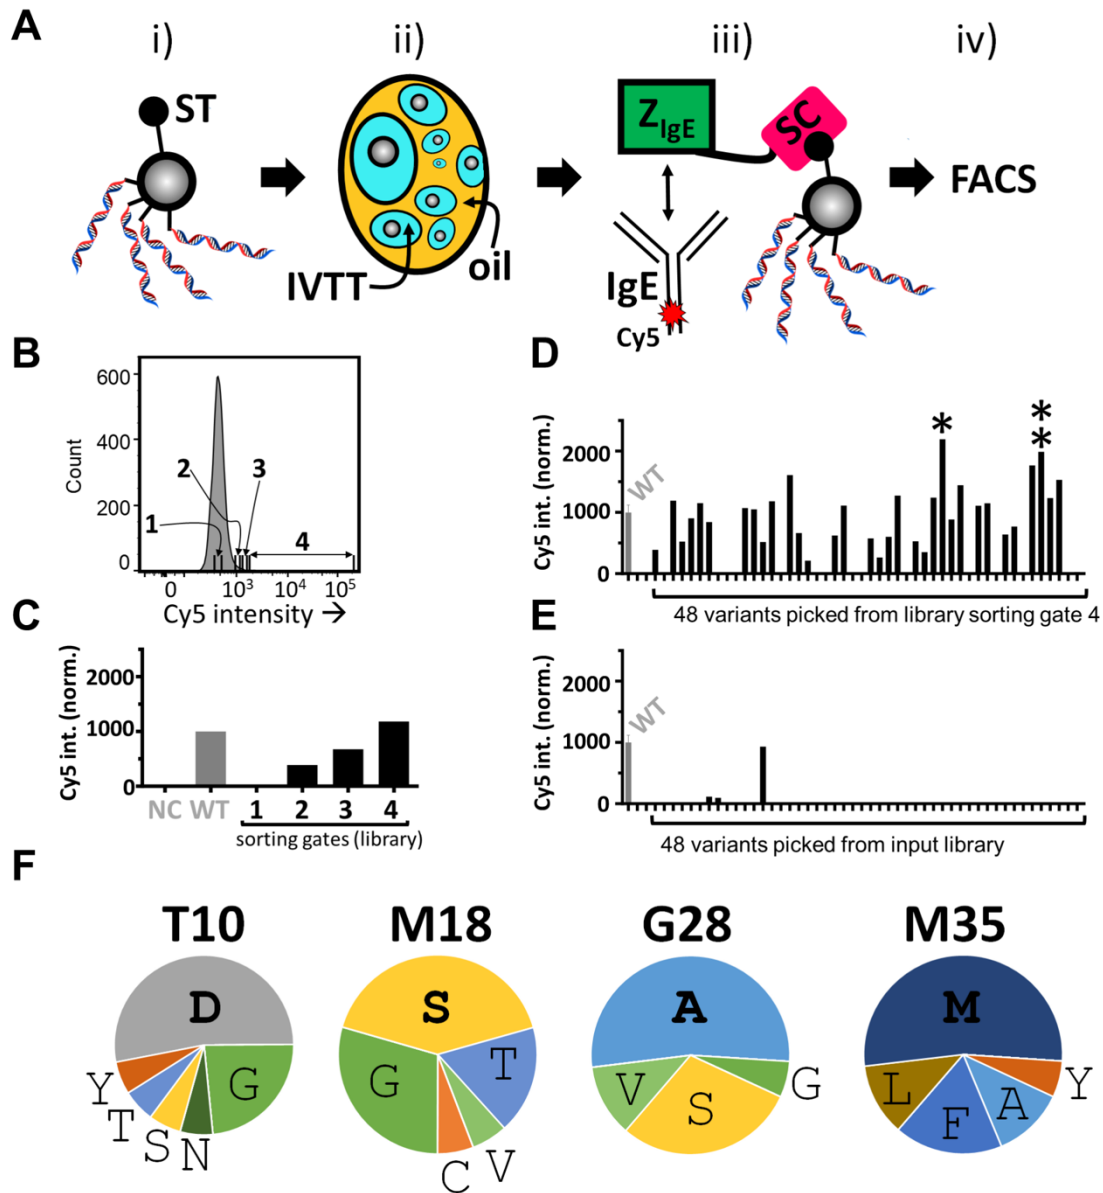 A
i)
ii)
iii)
iv)
ST
IVTT
oil
ZIgE
SC
IgE
Cy5
FACS
B
Count
600
400
200
0
1
2
3
4
0
10³
10⁴
10⁵
Cy5 intensity →
C
Cy5 int. (norm.)
2000
1000
0
NC WT 1 2 3 4
sorting gates (library)
D
Cy5 int. (norm.)
2000
1000
0
WT
*
**
48 variants picked from library sorting gate 4
E
Cy5 int. (norm.)
2000
1000
0
WT
48 variants picked from input library
F
T10
D
G
N
S
T
Y
M18
S
T
V
C
G
G28
A
G
S
V
M35
M
Y
A
F
L